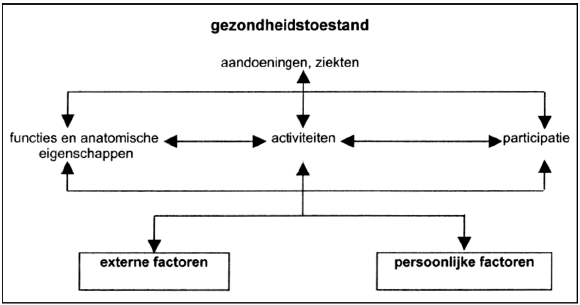 gezondheidstoestand
aandoeningen, ziekten
functies en anatomische
eigenschappen
activiteiten
participatie
externe factoren
persoonlijke factoren